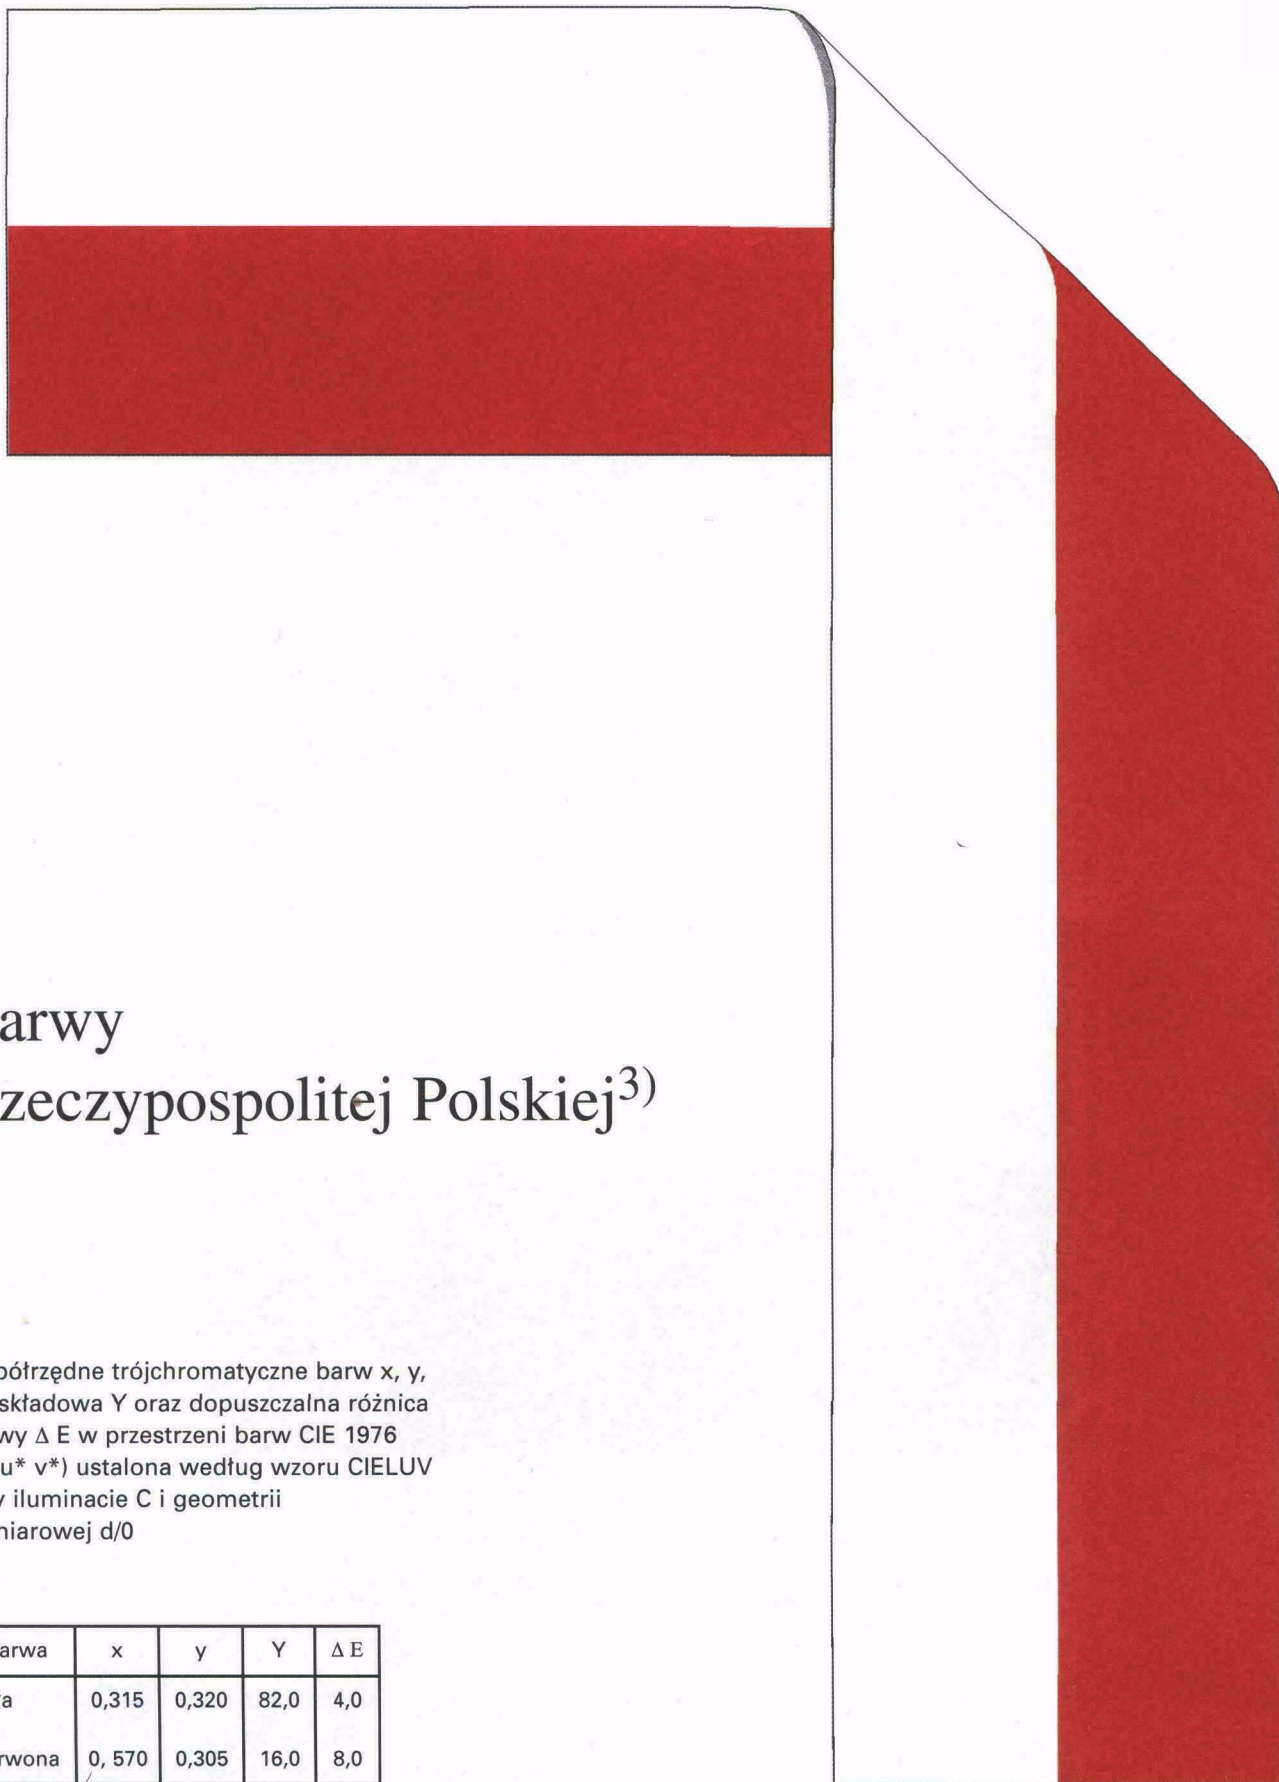 arwy
zeczypospolitej Polskiej3)
półrzędne trójchromatyczne barw x, y,
składowa Y oraz dopuszczalna różnica
wy Δ E w przestrzeni barw CIE 1976
u* v*) ustalona według wzoru CIELUV
y iluminacie C i geometrii
niarowej d/0
arwa x y Y Δ E
a 0,315 0,320 82,0 4,0
rwona 0, 570 0,305 16,0 8,0